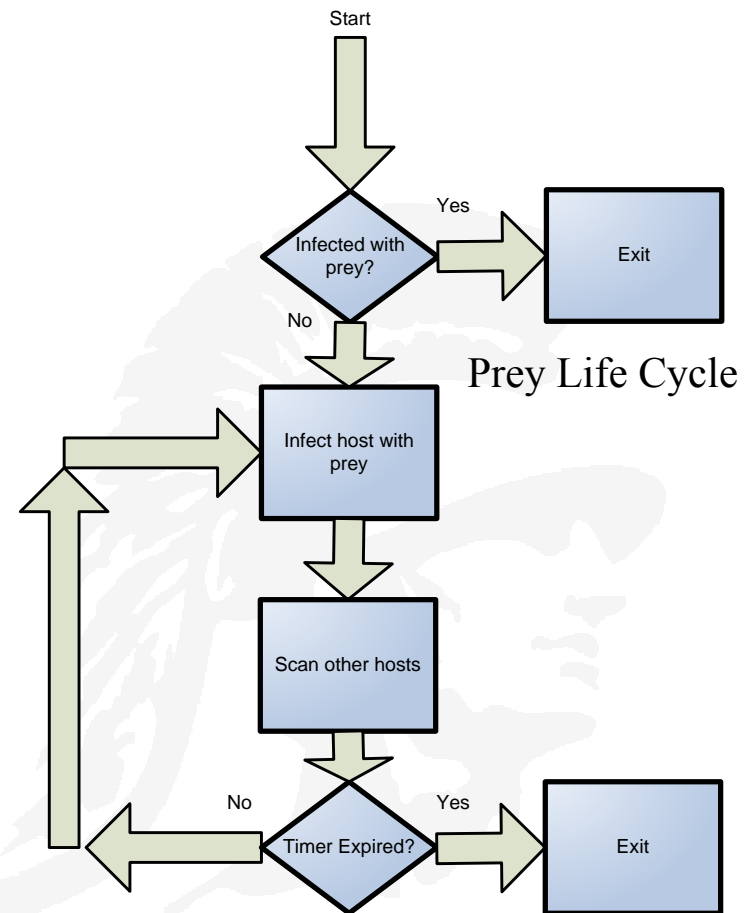 Start
Yes
Infected with
prey?
Exit
No
Prey Life Cycle
Infect host with
prey
Scan other hosts
No
Yes
Timer Expired?
Exit